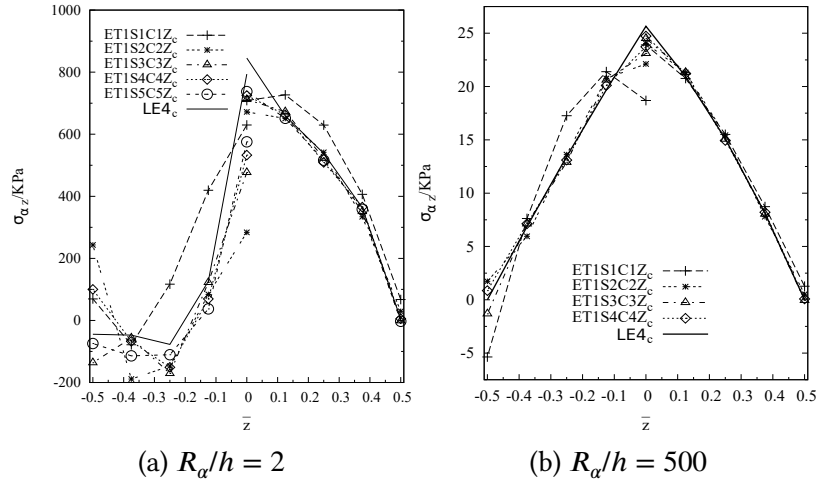 1000
800
600
400
200
0
-200
σαz/KPa
ET1S1C1Zc
ET1S2C2Zc
ET1S3C3Zc
ET1S4C4Zc
ET1S5C5Zc
LE4c
-0.5 -0.4 -0.3 -0.2 -0.1 0 0.1 0.2 0.3 0.4 0.5
z̅
(a) Rα/h = 2
25
20
15
10
5
0
-5
σαz/KPa
ET1S1C1Zc
ET1S2C2Zc
ET1S3C3Zc
ET1S4C4Zc
LE4c
-0.5 -0.4 -0.3 -0.2 -0.1 0 0.1 0.2 0.3 0.4 0.5
z̅
(b) Rα/h = 500